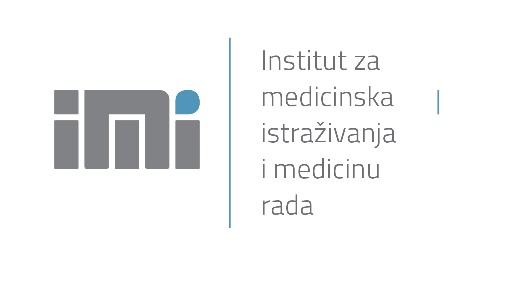 imi
Institut za
medicinska
istraživanja
i medicinu
rada